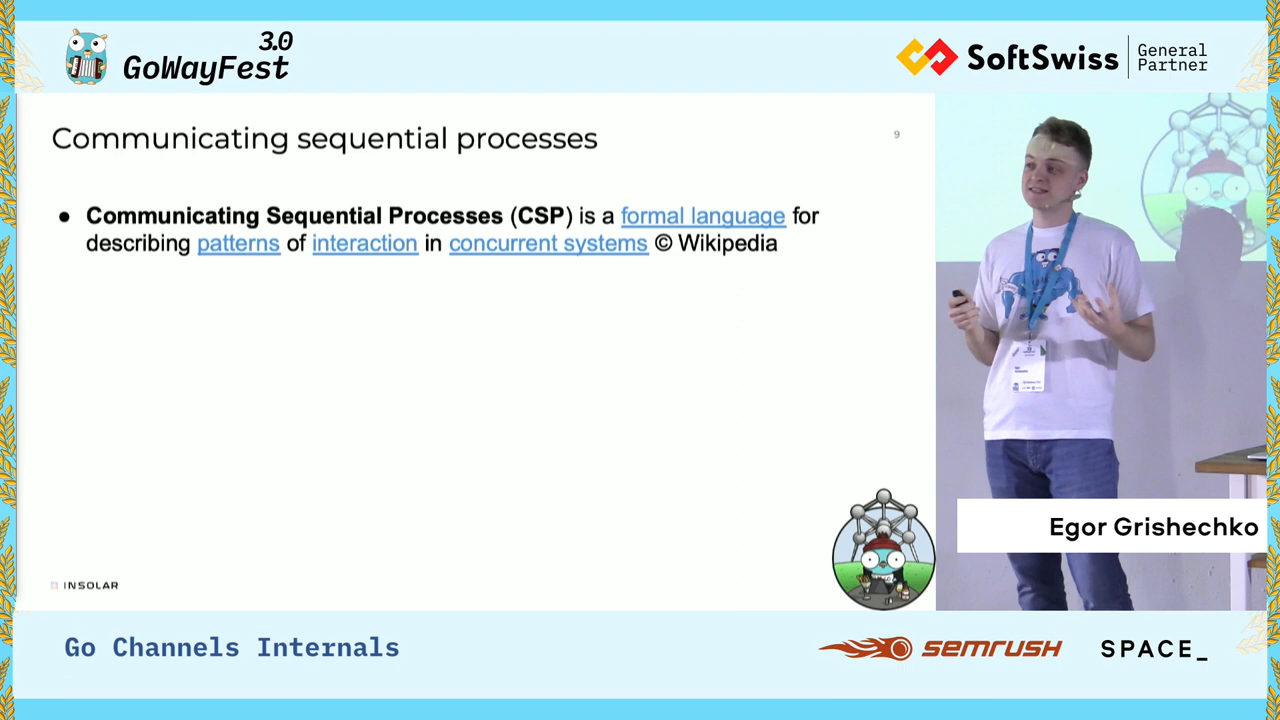 3.0
GoWayFest
SoftSwiss
General
Partner
Communicating sequential processes
9
● Communicating Sequential Processes (CSP) is a formal language for
describing patterns of interaction in concurrent systems © Wikipedia
INSOLAR
Egor Grishechko
Go Channels Internals
semrush
SPACE_